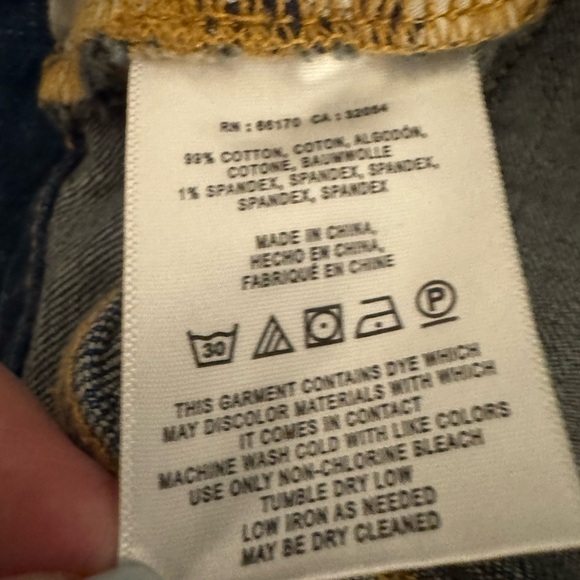 RN : 66170 CA : 32054
99% COTTON, COTON, ALGODÓN,
COTONE, BAUMWOLLE
1% SPANDEX, SPANDEX, SPANDEX,
SPANDEX, SPANDEX
MADE IN CHINA,
HECHO EN CHINA,
FABRIQUÉ EN CHINE
30 P
THIS GARMENT CONTAINS DYE WHICH
MAY DISCOLOR MATERIALS WITH WHICH
IT COMES IN CONTACT
MACHINE WASH COLD WITH LIKE COLORS
USE ONLY NON-CHLORINE BLEACH
TUMBLE DRY LOW
LOW IRON AS NEEDED
MAY BE DRY CLEANED